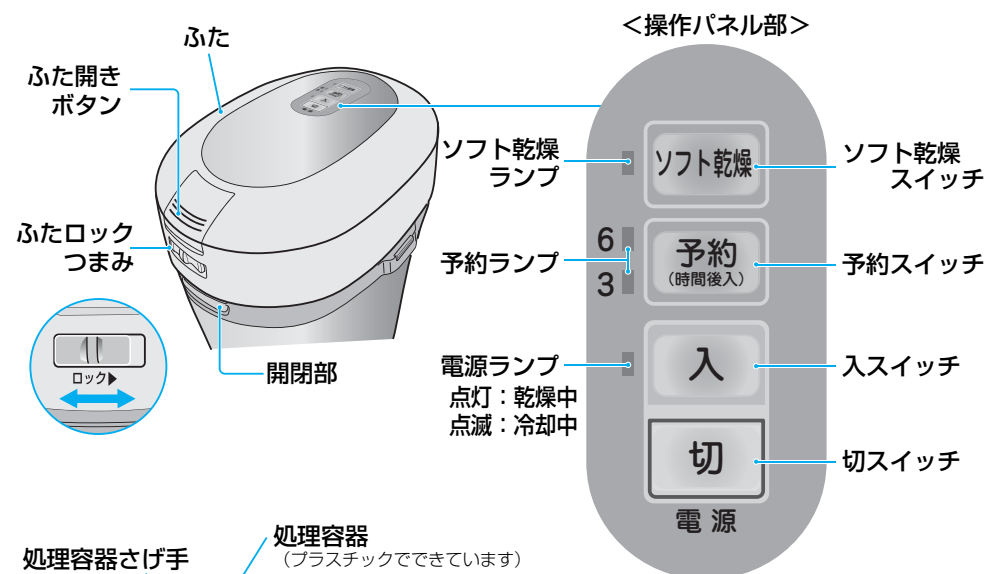 ＜操作パネル部＞
ふた
ふた開き
ボタン
ソフト乾燥
ランプ
ソフト乾燥
ソフト乾燥
スイッチ
ふたロック
つまみ
予約ランプ
6
3
予約
（時間後入）
予約スイッチ
ロック▶
開閉部
電源ランプ
点灯：乾燥中
点滅：冷却中
入
入スイッチ
切
切スイッチ
電源
処理容器さげ手
処理容器
（プラスチックでできています）